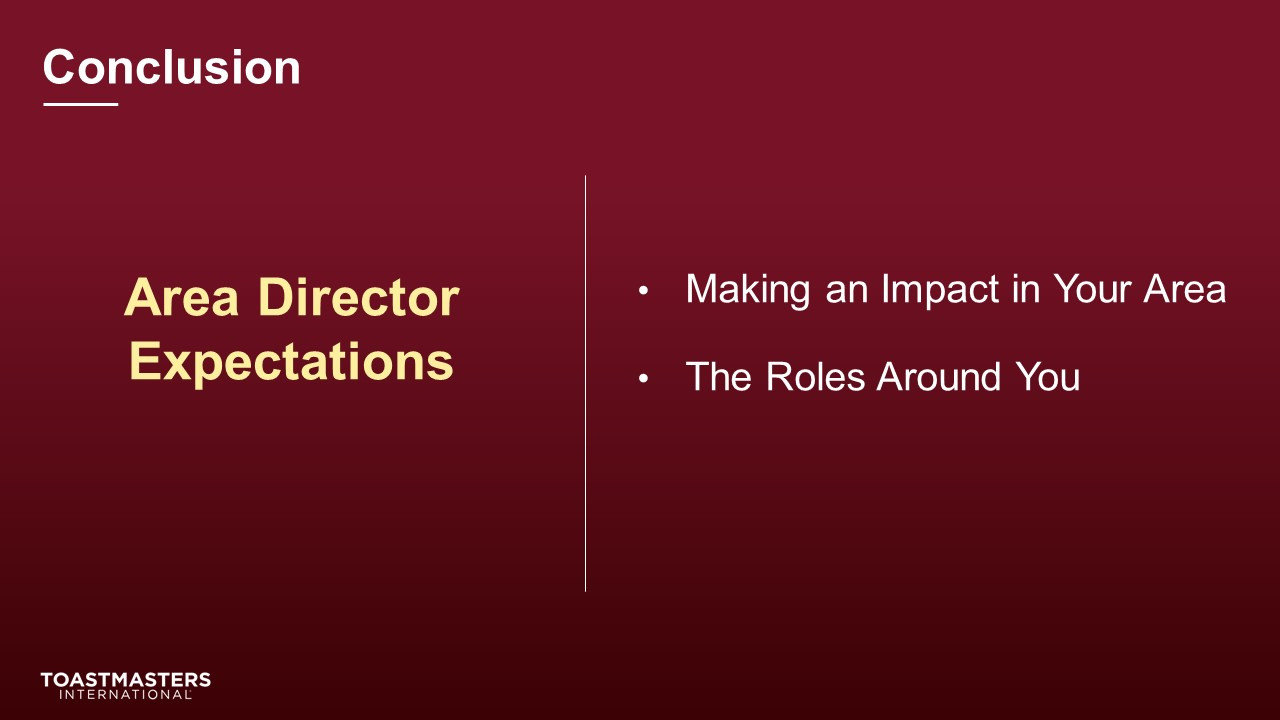 Conclusion
Area Director
Expectations
• Making an Impact in Your Area
• The Roles Around You
TOASTMASTERS
INTERNATIONAL